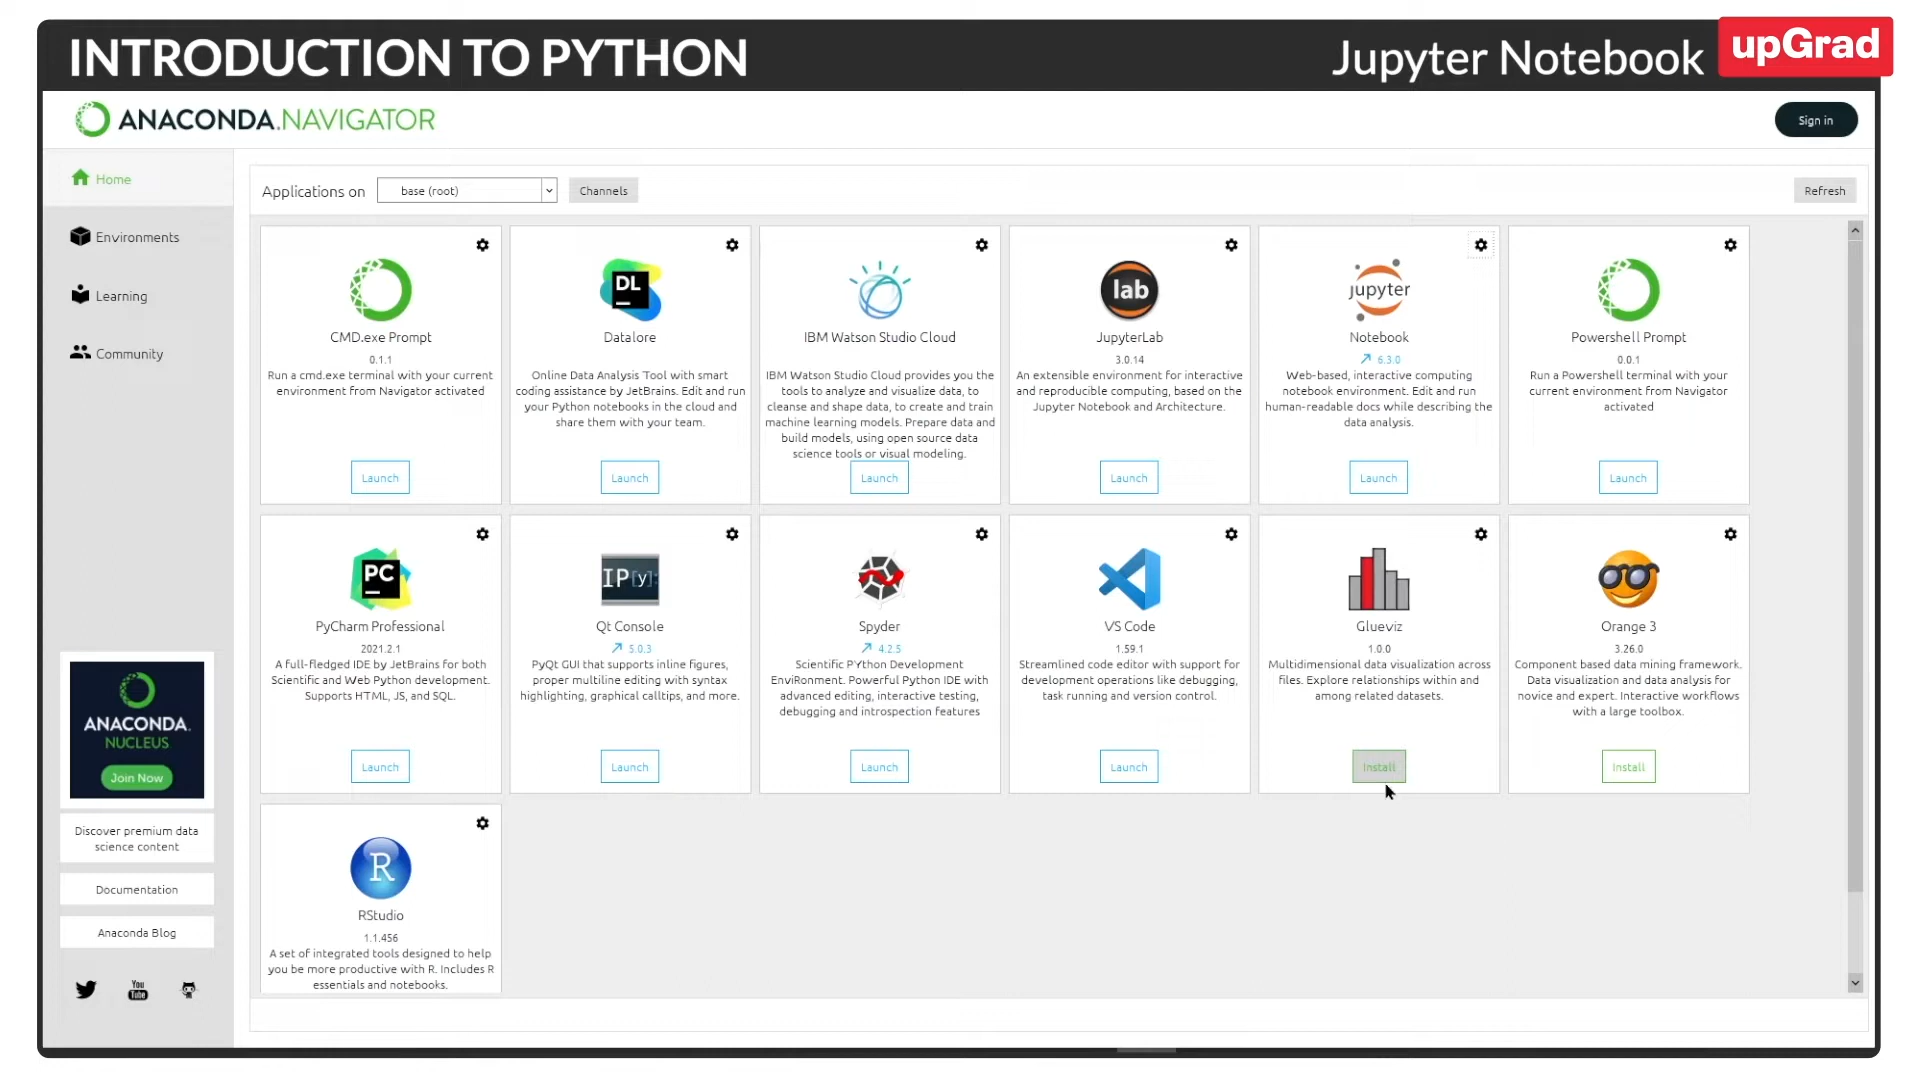 INTRODUCTION TO PYTHON
Jupyter Notebook
upGrad
ANACONDA.NAVIGATOR
Sign in
Home
Environments
Learning
Community
Applications on
base (root)
Channels
Refresh
CMD.exe Prompt
0.1.1
Run a cmd.exe terminal with your current
environment from Navigator activated
Launch
DL
Datalore
Online Data Analysis Tool with smart
coding assistance by JetBrains. Edit and run
your Python notebooks in the cloud and
share them with your team.
Launch
IBM Watson Studio Cloud
IBM Watson Studio Cloud provides you the
tools to analyze and visualize data, to
cleanse and shape data, to create and train
machine learning models. Prepare data and
build models, using open source data
science tools or visual modeling.
Launch
lab
JupyterLab
3.0.14
An extensible environment for interactive
and reproducible computing, based on the
Jupyter Notebook and Architecture.
Launch
jupyter
Notebook
6.3.0
Web-based, interactive computing
notebook environment. Edit and run
human-readable docs while describing the
data analysis.
Launch
Powershell Prompt
0.0.1
Run a Powershell terminal with your
current environment from Navigator
activated
Launch
PC
PyCharm Professional
2021.2.1
A full-fledged IDE by JetBrains for both
Scientific and Web Python development.
Supports HTML, JS, and SQL.
Launch
IP[y]:
Qt Console
5.0.3
PyQt GUI that supports inline figures,
proper multiline editing with syntax
highlighting, graphical calltips, and more.
Launch
Spyder
4.2.5
Scientific PYthon Development
EnviRonment. Powerful Python IDE with
advanced editing, interactive testing,
debugging and introspection features
Launch
VS Code
1.59.1
Streamlined code editor with support for
development operations like debugging,
task running and version control.
Launch
Glueviz
1.0.0
Multidimensional data visualization across
files. Explore relationships within and
among related datasets.
Install
Orange 3
3.26.0
Component based data mining framework.
Data visualization and data analysis for
novice and expert. Interactive workflows
with a large toolbox.
Install
R
RStudio
1.1.456
A set of integrated tools designed to help
you be more productive with R. Includes R
essentials and notebooks.
ANACONDA.
NUCLEUS
Join Now
Discover premium data
science content
Documentation
Anaconda Blog
You
Tube